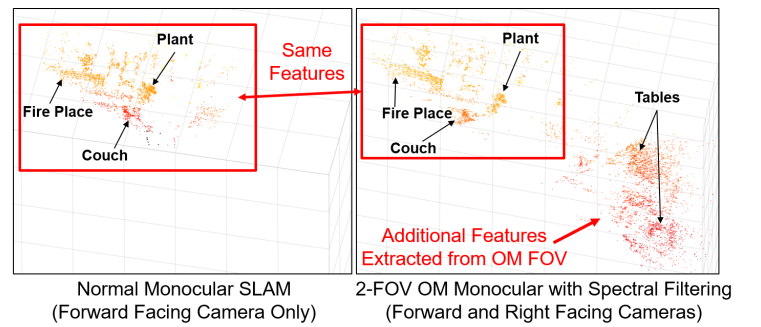 Plant
Fire Place
Couch
Same
Features
Plant
Fire Place
Couch
Tables
Additional Features
Extracted from OM FOV
Normal Monocular SLAM
(Forward Facing Camera Only)
2-FOV OM Monocular with Spectral Filtering
(Forward and Right Facing Cameras)